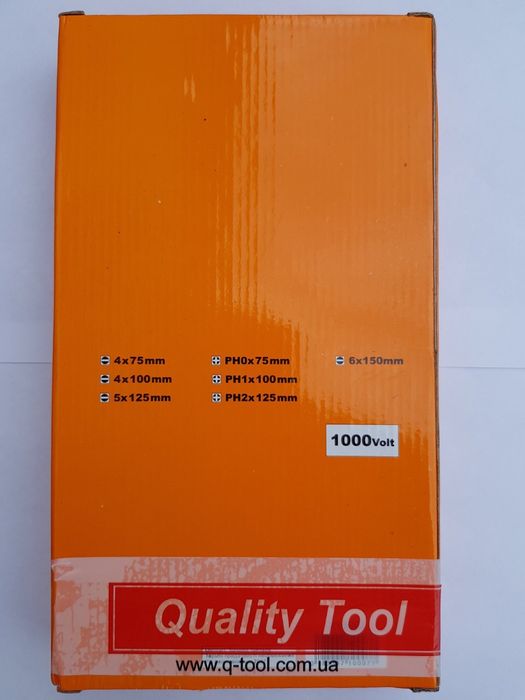 4x75mm PH0x75mm 6x150mm
4x100mm PH1x100mm
5x125mm PH2x125mm
1000Volt
Quality Tool
www.q-tool.com.ua